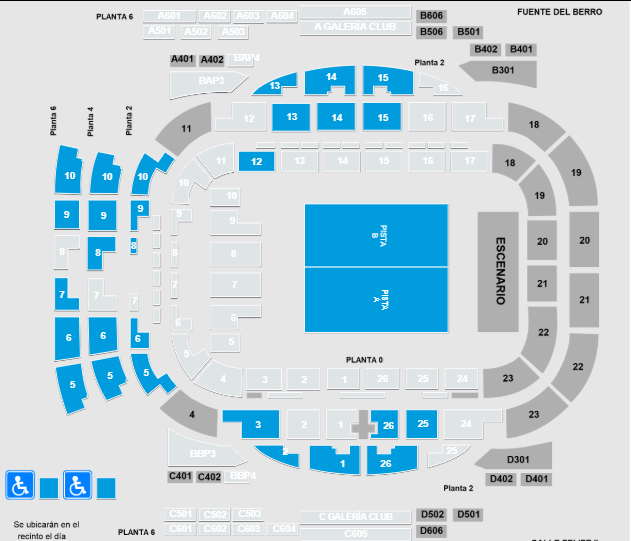 FUENTE DEL BERRO
PLANTA 6
A601 A602 A603 A604 A605 B606
A501 A502 A503 A GALERÍA CLUB B506 B501
A401 A402 BAP4 B402 B401
Planta 2
BAP3 B301
13 14 15 16
Planta 6 Planta 4 Planta 2
11 12 13 14 15 16 17 18
11 12 13 14 15 16 17 18 19
10 10 10 10 10 19
9 9 9 9 9
PISTA B
ESCENARIO
8 8 8 8 8 20 20
7 7 7 7 7 21 21
PISTA A
6 6 6 6 6 22 22
5 5 5 5 5
PLANTA 0
4 3 2 1 26 25 24 23
4 3 2 1 26 25 24 23
2 1 26 25
BBP3 D301
C401 C402 BBP4 D402 D401
Planta 2
C501 C502 C503 C GALERÍA CLUB D502 D501
PLANTA 6
C601 C602 C603 C604 C605 D606
Se ubicarán en el
recinto el día